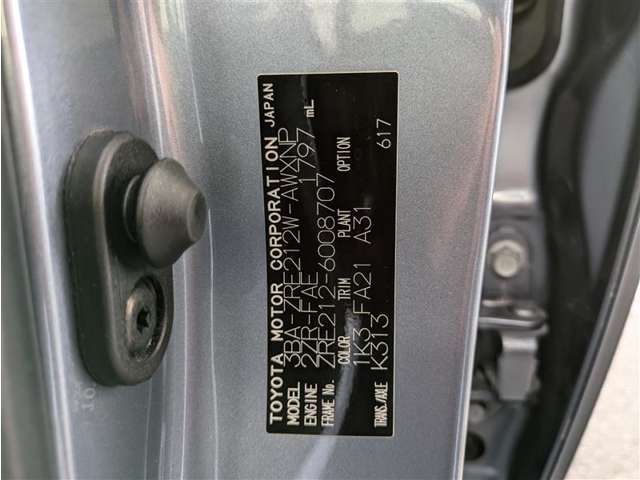 TOYOTA MOTOR CORPORATION JAPAN
MODEL 3BA-ZRE212W-AWXNP
ENGINE 2ZR-FAE 1797 mL
FRAME No. ZRE212-6008707
COLOR TRIM PLANT OPTION
1K3 FA21 A31 617
TRANS./AXLE K313